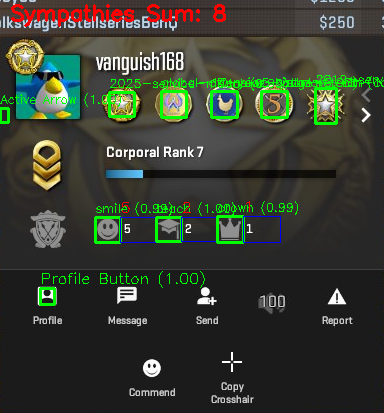 Sympathies Sum: 8
$250
vanguish168
Active Arrow (1.0
Corporal Rank 7
smile (0.99)
teach (1.00)
crown (0.99)
5
2
1
Profile Button (1.00)
100
Profile
Message
Send
Report
Commend
Copy
Crosshair